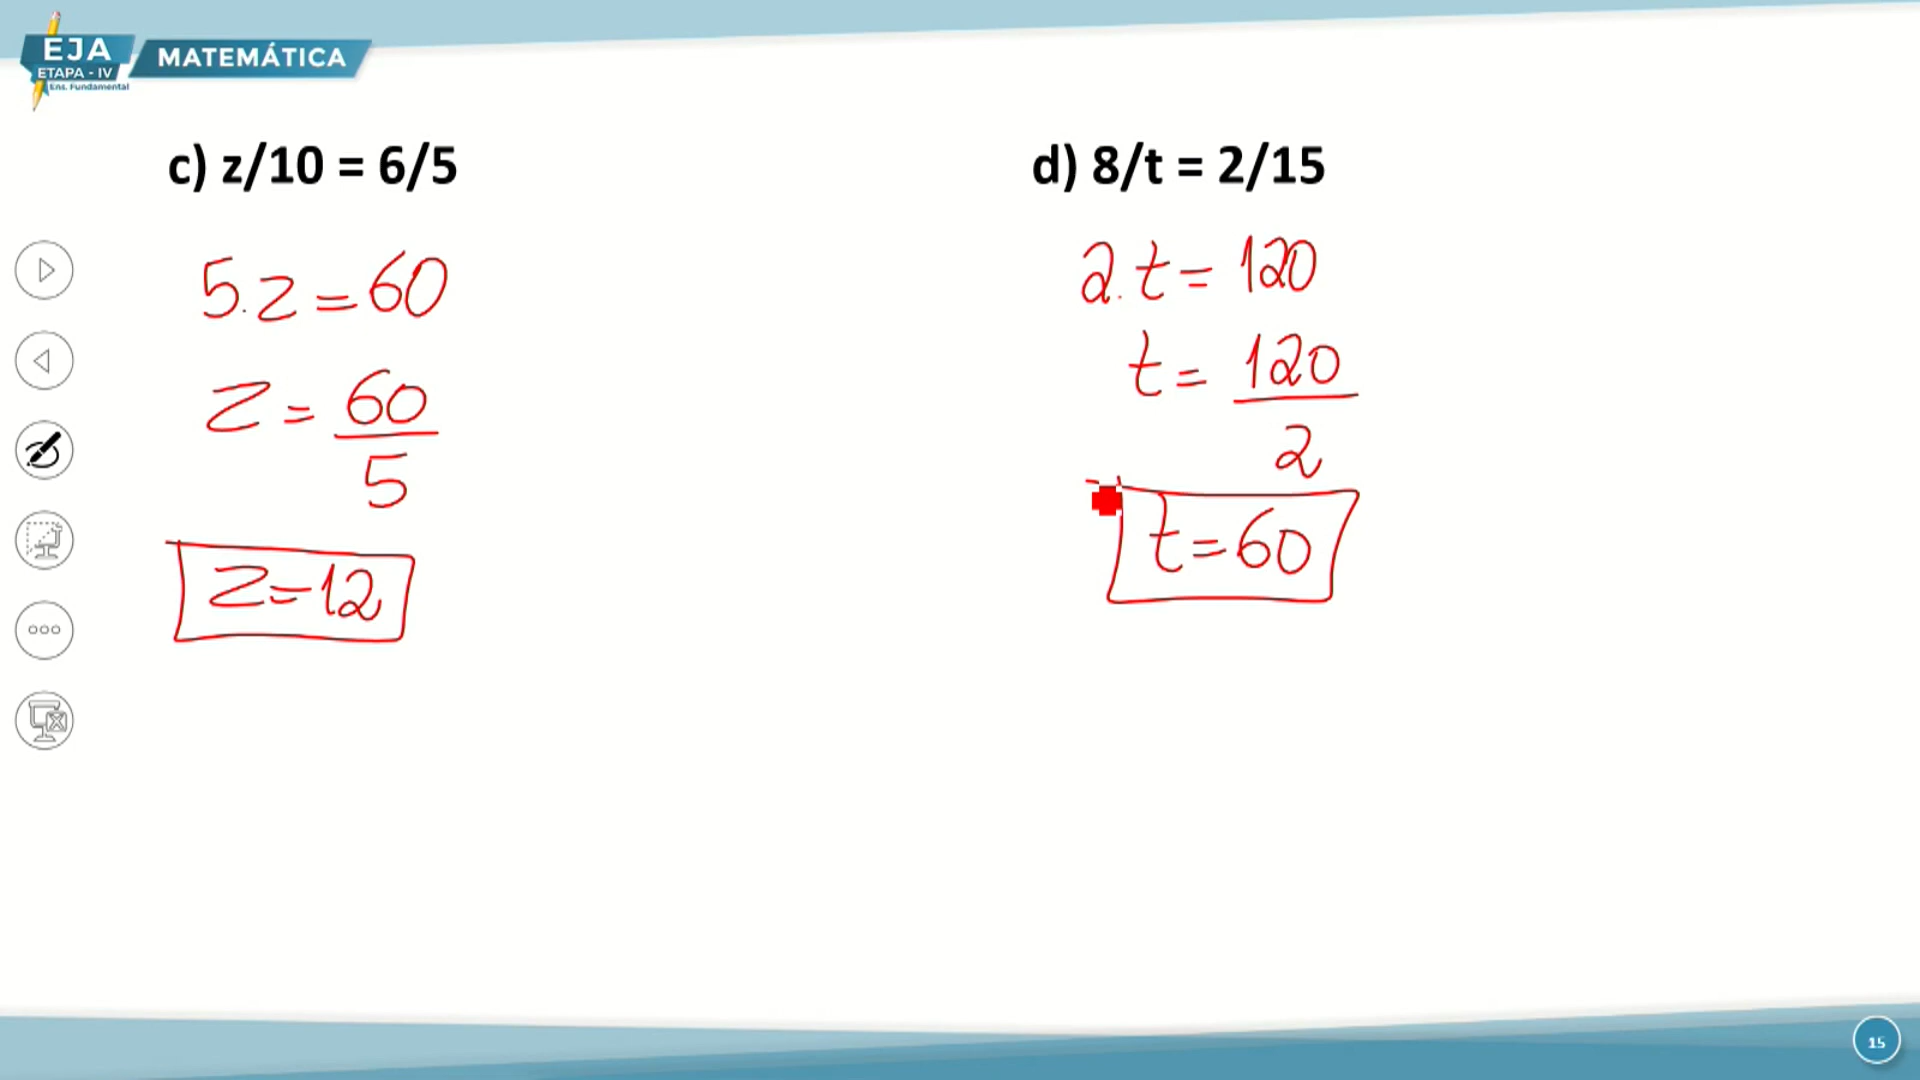 EJA
ETAPA - IV
Ens. Fundamental
MATEMÁTICA
c) z/10 = 6/5
5.z=60
z = 60
5
z=12
d) 8/t = 2/15
2.t= 120
t= 120
2
t=60
15